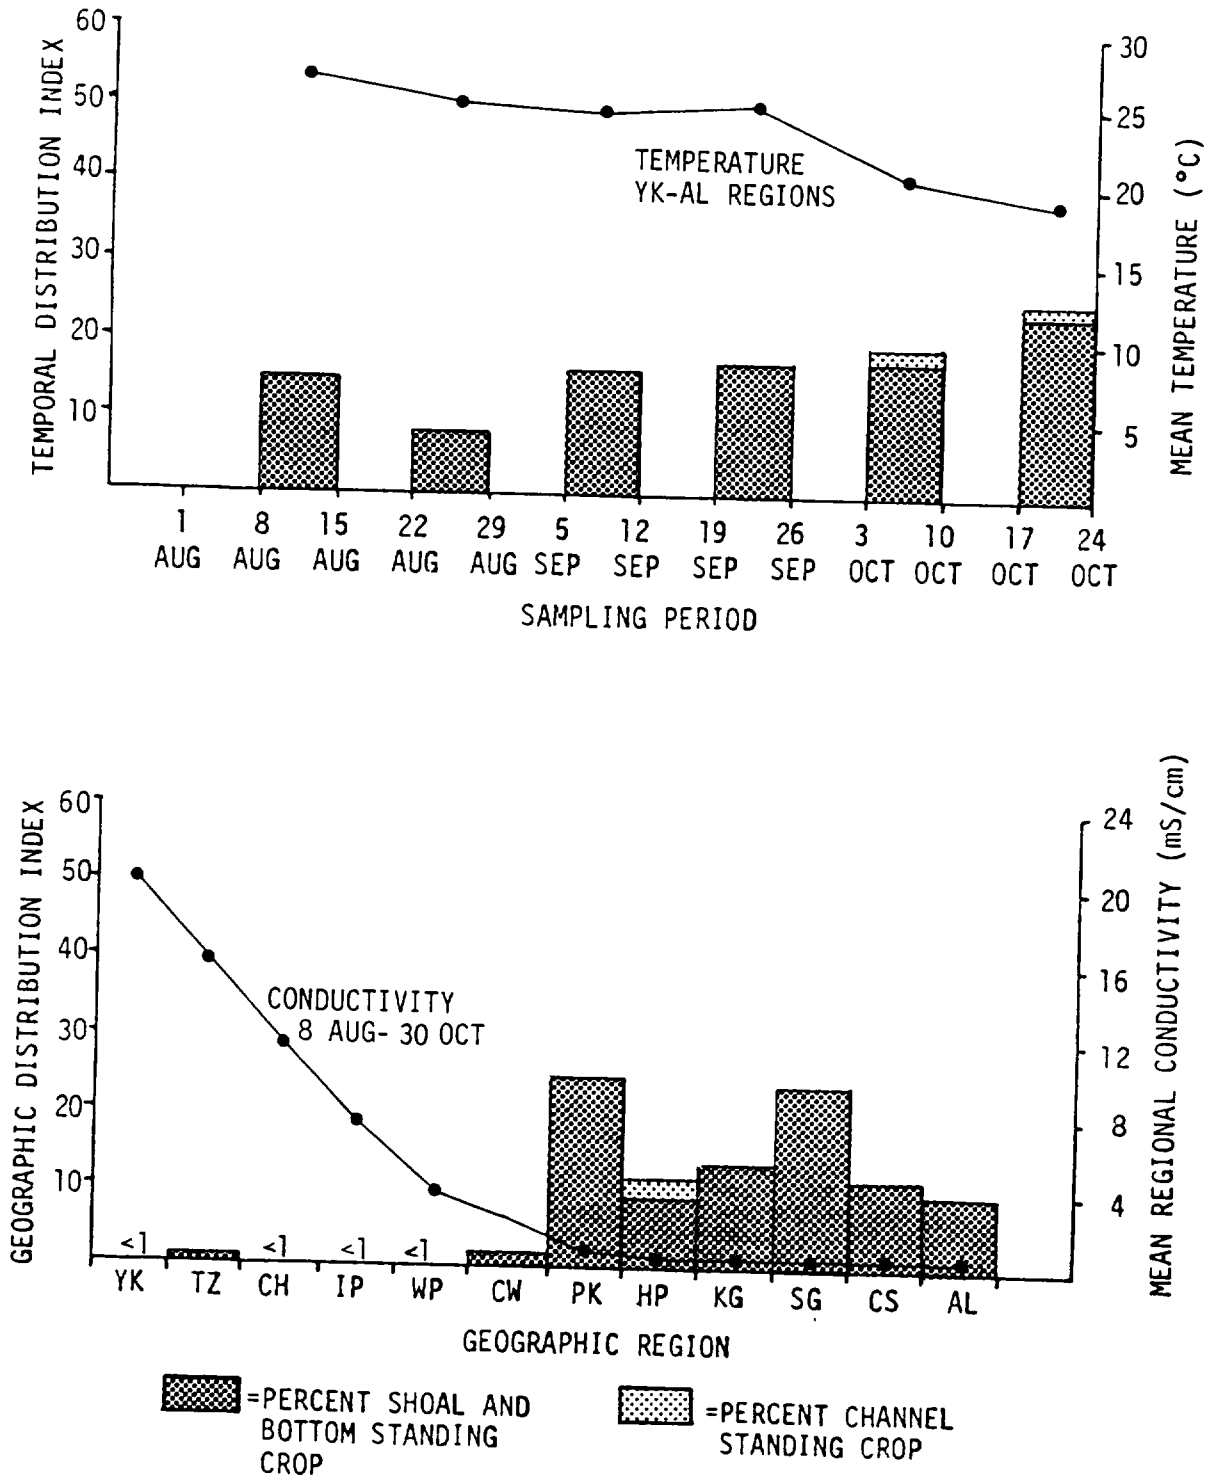 TEMPORAL DISTRIBUTION INDEX
60
50
40
30
20
10
TEMPERATURE
YK-AL REGIONS
30
25
20
15
10
5
MEAN TEMPERATURE (°C)
1 8 15 22 29 5 12 19 26 3 10 17 24
AUG AUG AUG AUG AUG SEP SEP SEP SEP OCT OCT OCT OCT
SAMPLING PERIOD
GEOGRAPHIC DISTRIBUTION INDEX
60
50
40
30
20
10
CONDUCTIVITY
8 AUG- 30 OCT
24
20
16
12
8
4
MEAN REGIONAL CONDUCTIVITY (mS/cm)
<1 <1 <1 <1
YK TZ CH IP WP CW PK HP KG SG CS AL
GEOGRAPHIC REGION
=PERCENT SHOAL AND
BOTTOM STANDING
CROP
=PERCENT CHANNEL
STANDING CROP